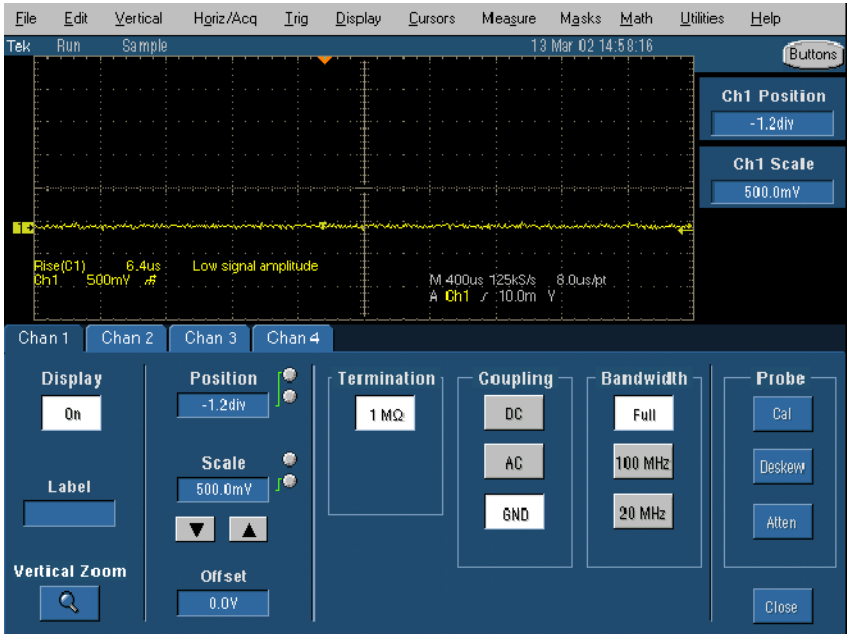 File Edit Vertical Horiz/Acq Trig Display Cursors Measure Masks Math Utilities Help
Tek Run Sample 13 Mar 02 14:58:16
Buttons
Ch1 Position
-1.2div
Ch1 Scale
500.0mV
1
Rise(C1) 6.4us Low signal amplitude
Ch1 500mV
M 400us 125kS/s 8.0us/pt
A Ch1 10.0m V
Chan 1 Chan 2 Chan 3 Chan 4
Display
On
Label
Vertical Zoom
Position
-1.2div
Scale
500.0mV
Offset
0.0V
Termination
1 MΩ
Coupling
DC
AC
GND
Bandwidth
Full
100 MHz
20 MHz
Probe
Cal
Deskew
Atten
Close